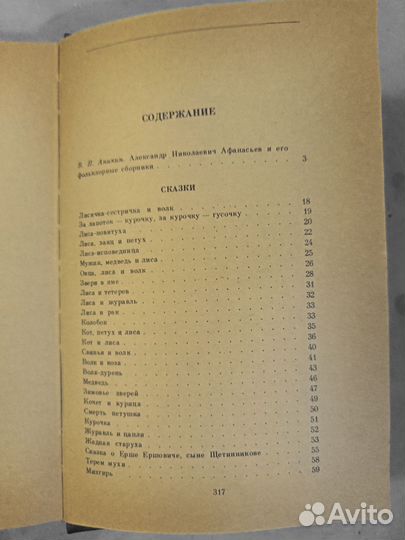 СОДЕРЖАНИЕ
В. П. Аникин. Александр Николаевич Афанасьев и его
фольклорные сборники . . . 3
СКАЗКИ
Лисичка-сестричка и волк . . . 18
За лапоток — курочку, за курочку — гусочку . . . 19
Лиса-повитуха . . . 20
Лиса, заяц и петух . . . 22
Лиса-исповедница . . . 24
Мужик, медведь и лиса . . . 25
Овца, лиса и волк . . . 26
Звери в яме . . . 28
Лиса и тетерев . . . 31
Лиса и журавль . . . 32
Лиса и рак . . . 33
Колобок . . . 33
Кот, петух и лиса . . . 35
Кот и лиса . . . 36
Свинья и волк . . . 40
Волк и коза . . . 41
Волк-дурень . . . 43
Медведь . . . 46
Зимовье зверей . . . 47
Кочет и курица . . . 49
Смерть петушка . . . 50
Курочка . . . 51
Журавль и цапля . . . 52
Жадная старуха . . . 53
Сказка о Ерше Ершовиче, сыне Щетинникове . . . 55
Терем мухи . . . 58
Мизгирь . . . 59
317
Avito